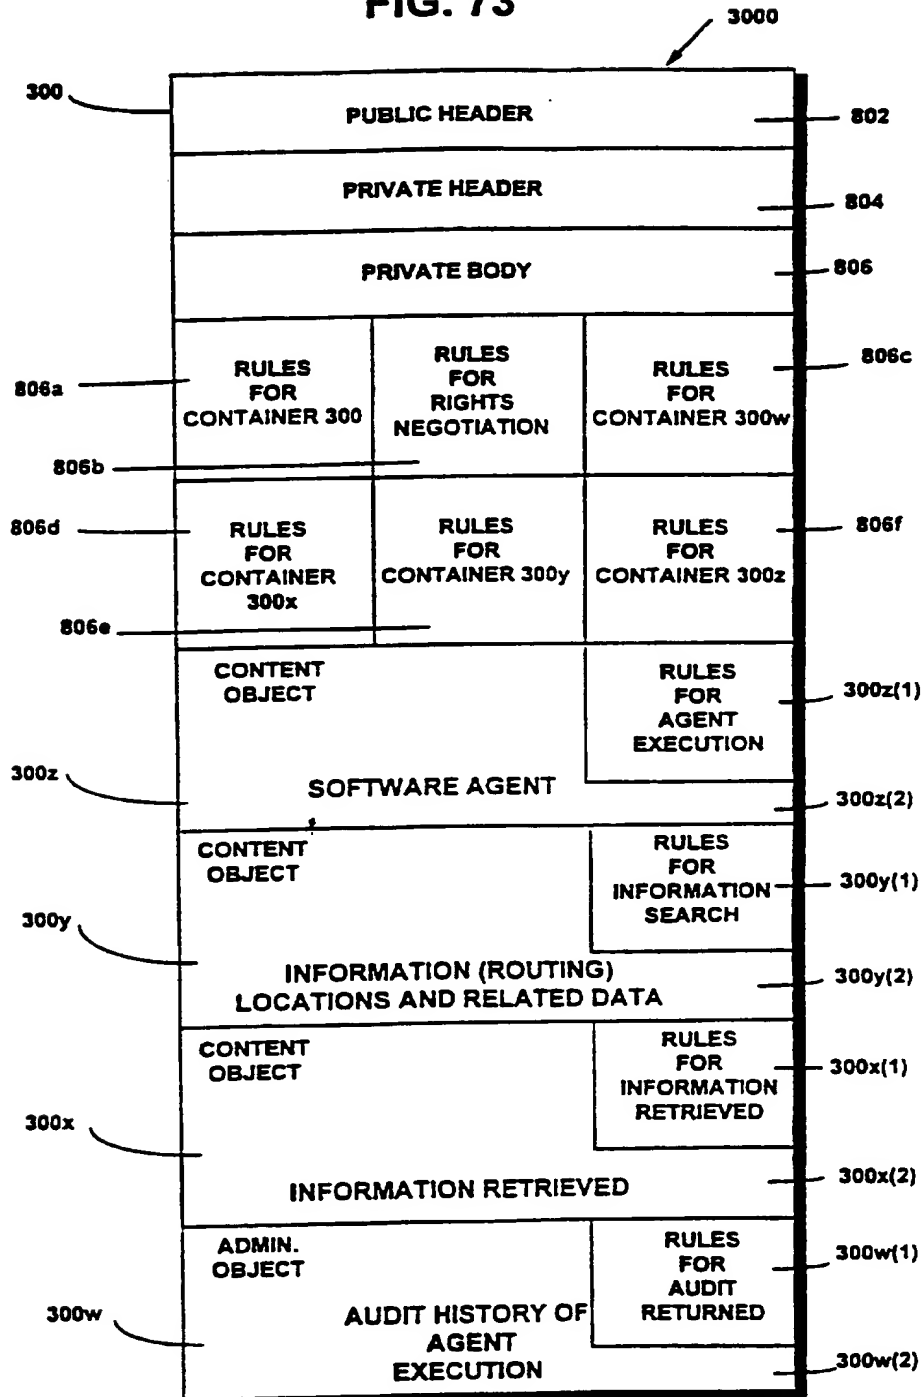 FIG. 73
3000
300
PUBLIC HEADER
802
PRIVATE HEADER
804
PRIVATE BODY
806
806a
RULES
FOR
CONTAINER 300
806b
RULES
FOR
RIGHTS
NEGOTIATION
RULES
FOR
CONTAINER 300w
806c
806d
RULES
FOR
CONTAINER
300x
806e
RULES
FOR
CONTAINER 300y
RULES
FOR
CONTAINER 300z
806f
CONTENT
OBJECT
RULES
FOR
AGENT
EXECUTION
300z(1)
300z
SOFTWARE AGENT
300z(2)
CONTENT
OBJECT
RULES
FOR
INFORMATION
SEARCH
300y(1)
300y
INFORMATION (ROUTING)
LOCATIONS AND RELATED DATA
300y(2)
CONTENT
OBJECT
RULES
FOR
INFORMATION
RETRIEVED
300x(1)
300x
INFORMATION RETRIEVED
300x(2)
ADMIN.
OBJECT
RULES
FOR
AUDIT
RETURNED
300w(1)
300w
AUDIT HISTORY OF
AGENT
EXECUTION
300w(2)